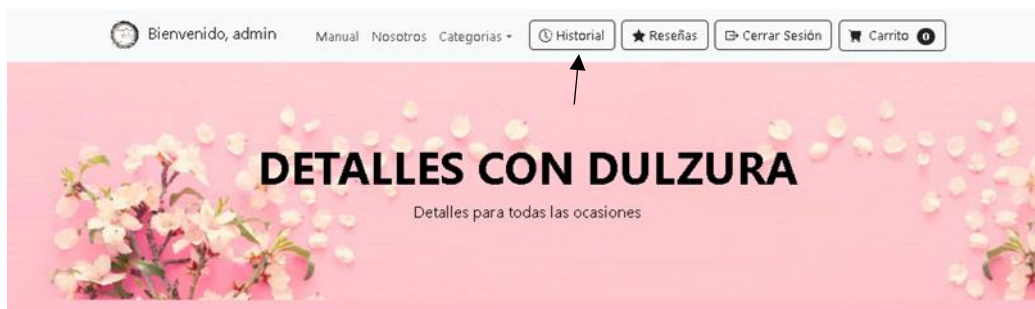 Bienvenido, admin Manual Nosotros Categorias Historial Reseñas Cerrar Sesión Carrito 0
DETALLES CON DULZURA
Detalles para todas las ocasiones